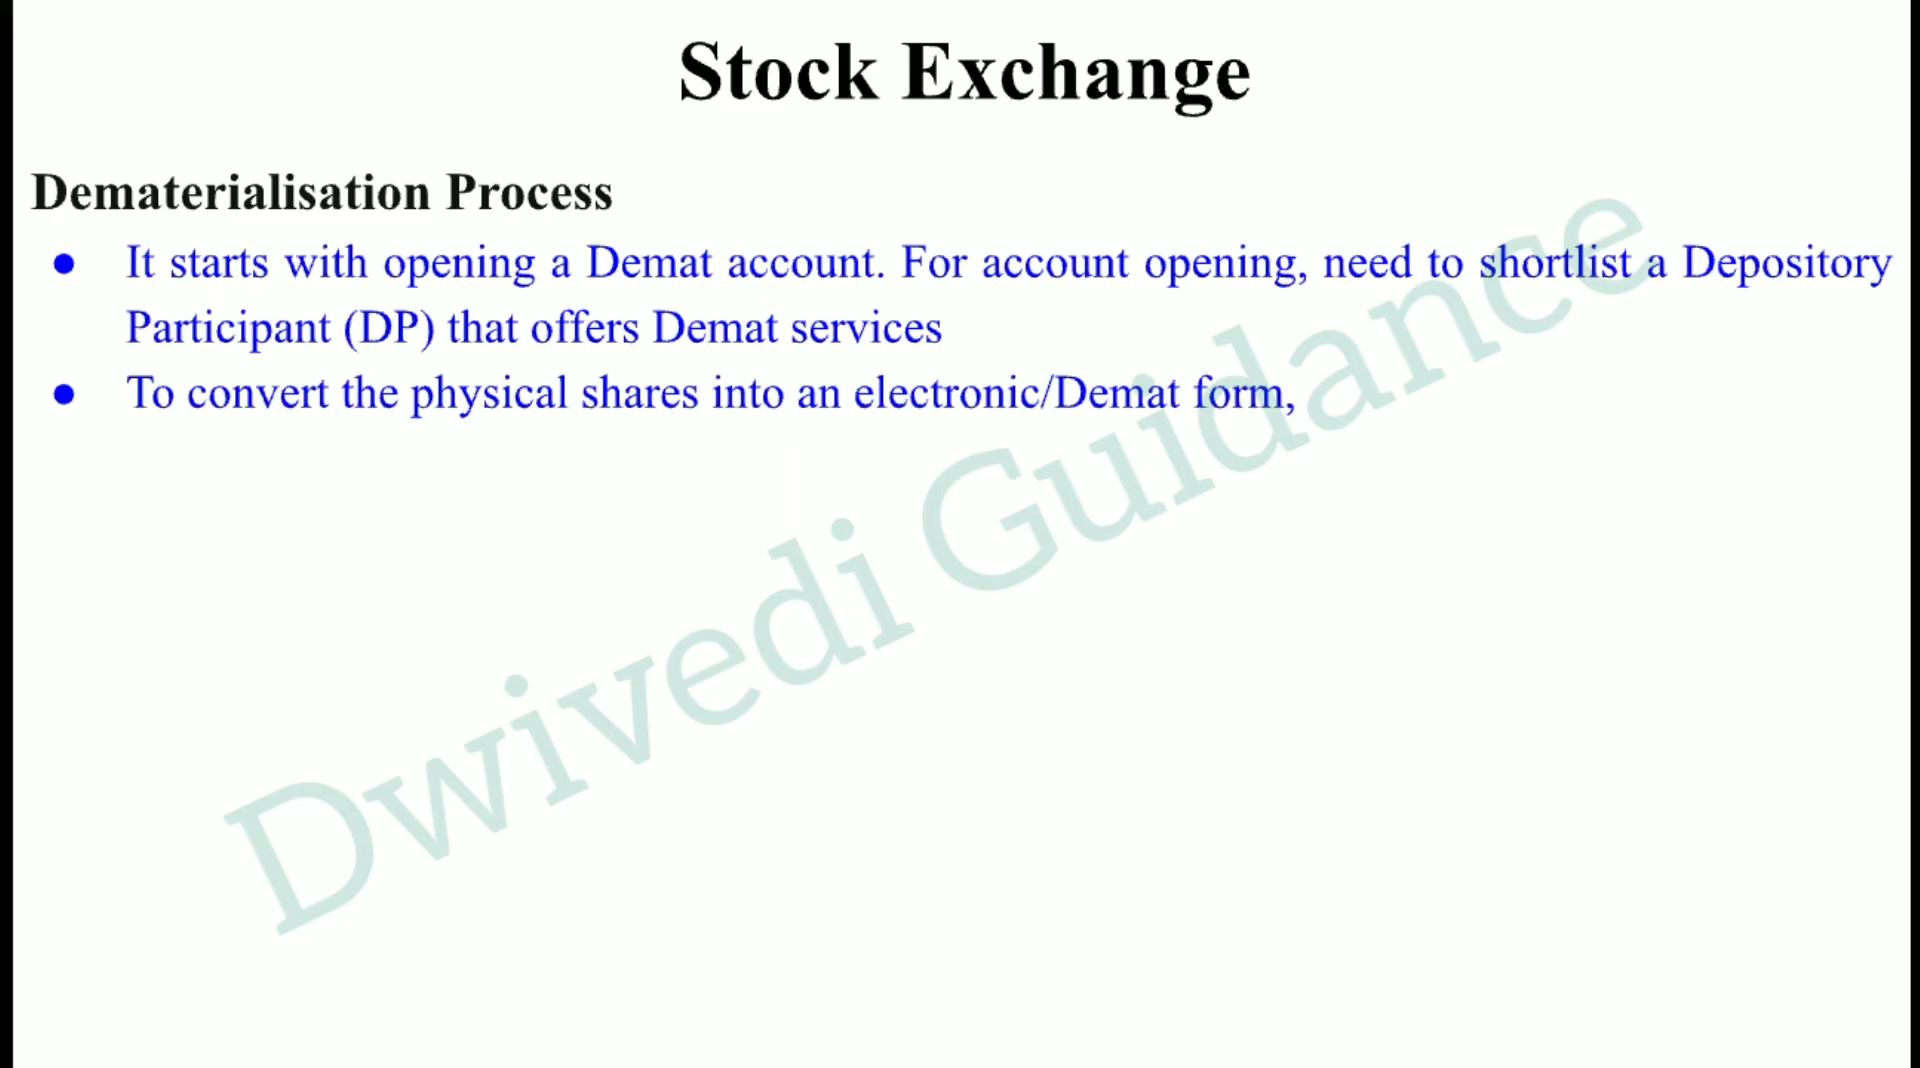 Stock Exchange
Dematerialisation Process
● It starts with opening a Demat account. For account opening, need to shortlist a Depository
Participant (DP) that offers Demat services
● To convert the physical shares into an electronic/Demat form,
Dwivedi Guidance